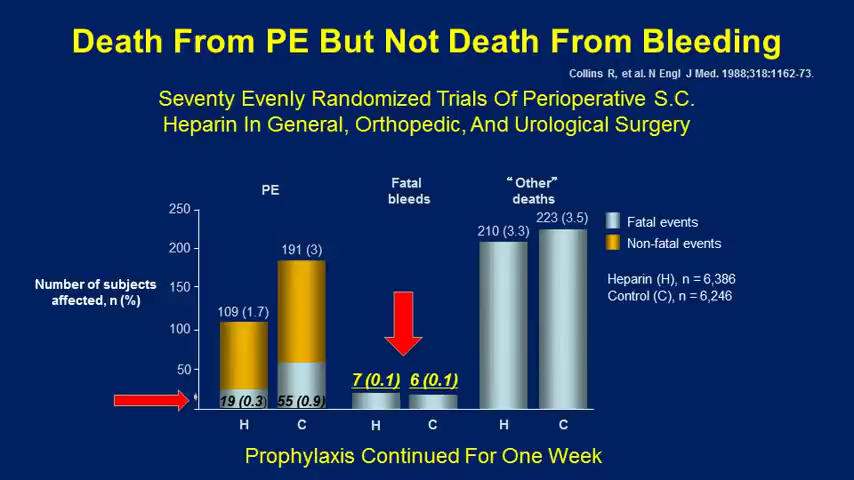 Death From PE But Not Death From Bleeding
Collins R, et al. N Engl J Med. 1988;318:1162-73.
Seventy Evenly Randomized Trials Of Perioperative S.C.
Heparin In General, Orthopedic, And Urological Surgery
PE
Fatal
bleeds
“Other”
deaths
Number of subjects
affected, n (%)
250
200
150
100
50
109 (1.7)
191 (3)
19 (0.3)
55 (0.9)
7 (0.1)
6 (0.1)
210 (3.3)
223 (3.5)
H
C
H
C
H
C
Fatal events
Non-fatal events
Heparin (H), n = 6,386
Control (C), n = 6,246
Prophylaxis Continued For One Week